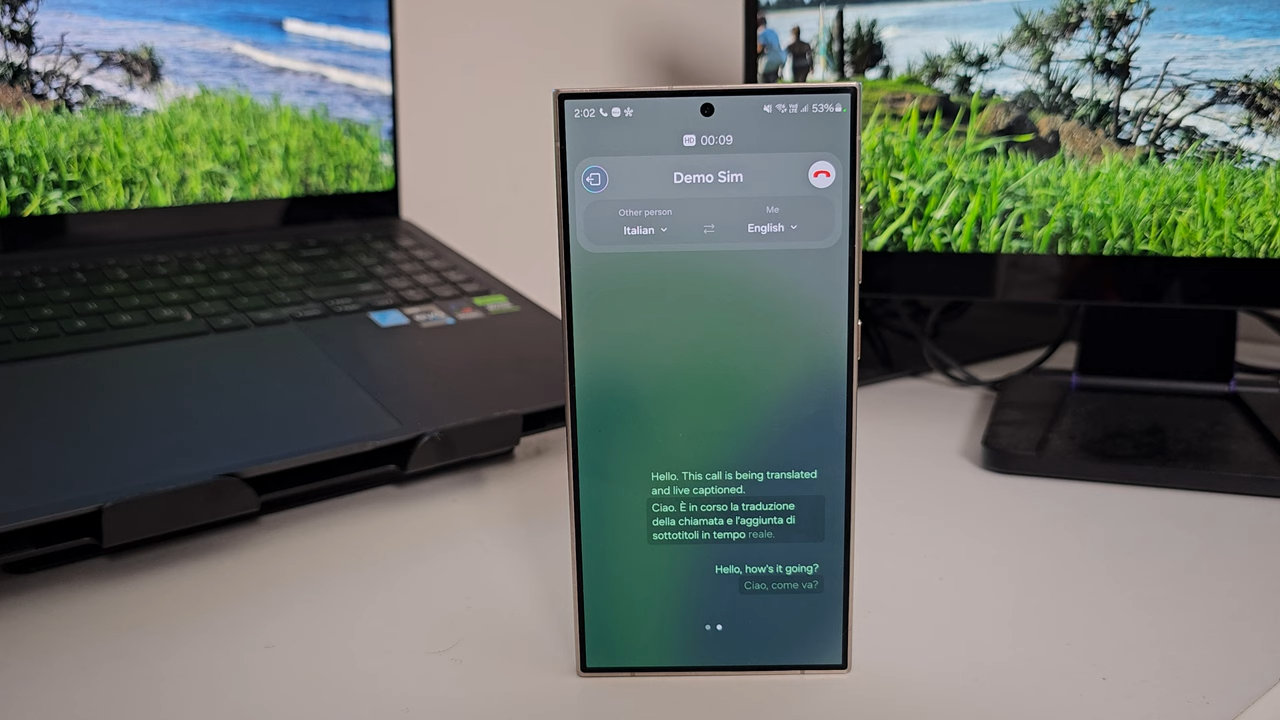 2:02
53%
HD 00:09
Demo Sim
Other person
Me
Italian
English
Hello. This call is being translated
and live captioned.
Ciao. È in corso la traduzione
della chiamata e l'aggiunta di
sottotitoli in tempo reale.
Hello, how's it going?
Ciao, come va?